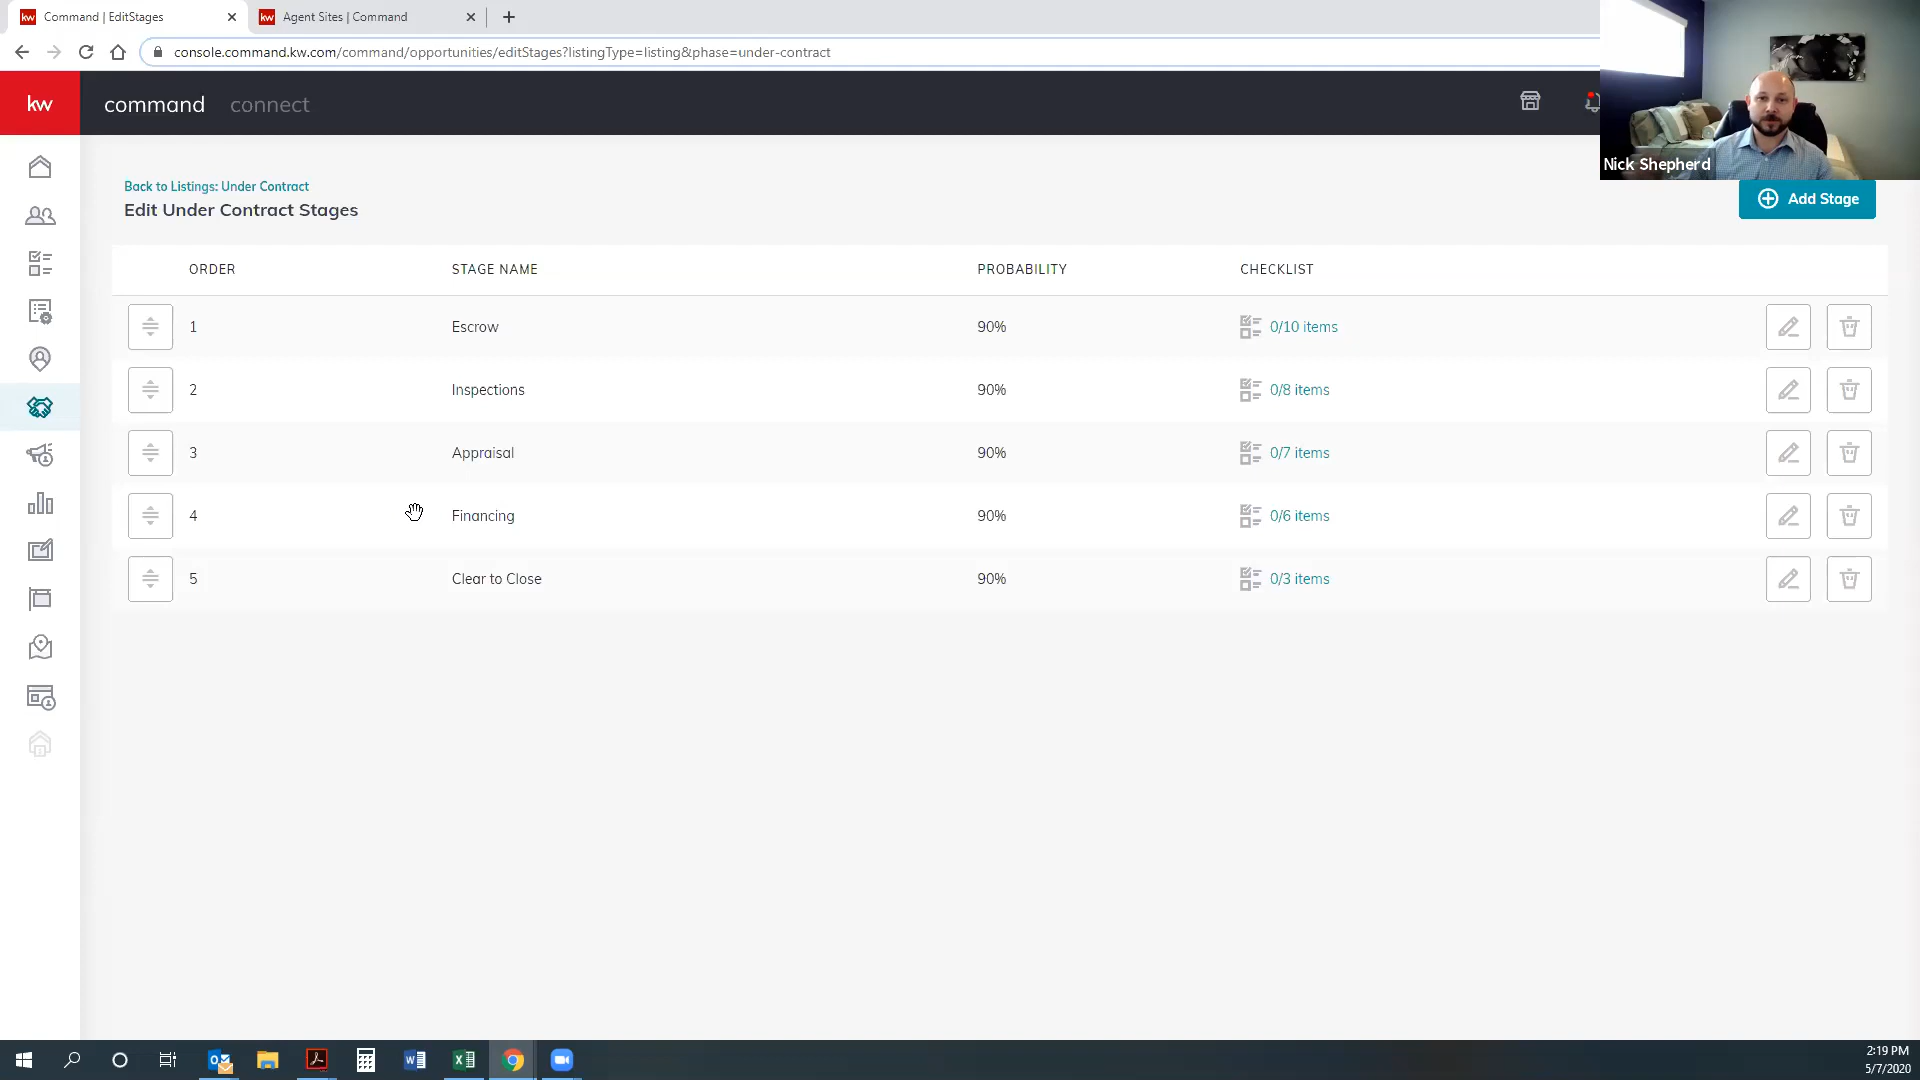 kw Command | EditStages
kw Agent Sites | Command
console.command.kw.com/command/opportunities/editStages?listingType=listing&phase=under-contract
kw command connect
Nick Shepherd
Back to Listings: Under Contract
Edit Under Contract Stages
Add Stage
ORDER STAGE NAME PROBABILITY CHECKLIST
1 Escrow 90% 0/10 items
2 Inspections 90% 0/8 items
3 Appraisal 90% 0/7 items
4 Financing 90% 0/6 items
5 Clear to Close 90% 0/3 items
2:19 PM
5/7/2020